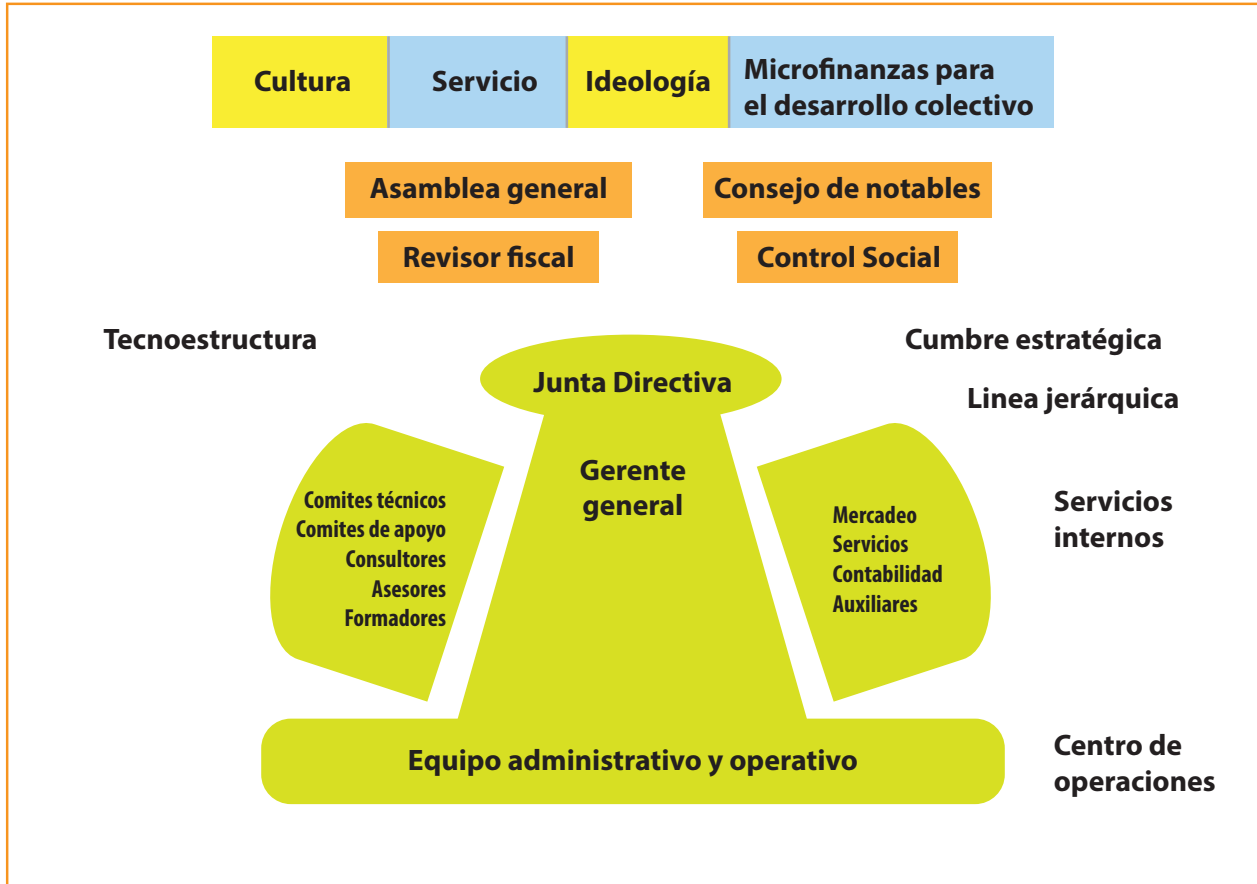 Cultura
Servicio
Ideología
Microfinanzas para
el desarrollo colectivo
Asamblea general
Consejo de notables
Revisor fiscal
Control Social
Tecnoestructura
Cumbre estratégica
Junta Directiva
Linea jerárquica
Gerente
general
Comites técnicos
Comites de apoyo
Consultores
Asesores
Formadores
Mercadeo
Servicios
Contabilidad
Auxiliares
Servicios
internos
Equipo administrativo y operativo
Centro de
operaciones